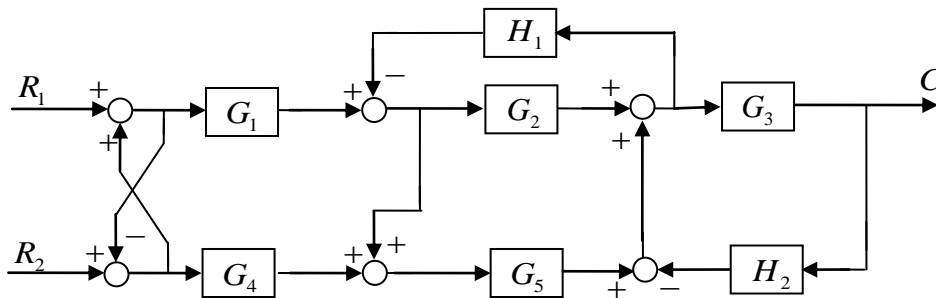 H₁
−
R₁ + + G₁ + G₂ + + G₃ C
+
R₂ + − G₄ + + G₅ + − H₂